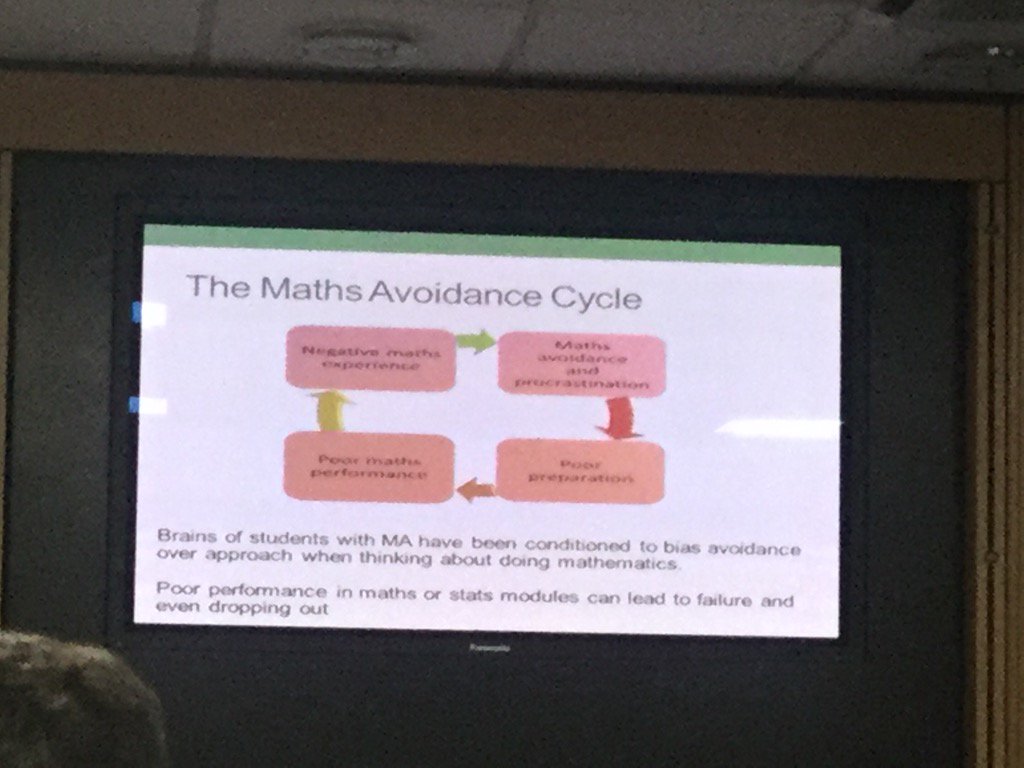 The Maths Avoidance Cycle
Negative maths
experience
Maths
avoidance
and
procrastination
Poor maths
performance
Poor
preparation
Brains of students with MA have been conditioned to bias avoidance
over approach when thinking about doing mathematics.
Poor performance in maths or stats modules can lead to failure and
even dropping out